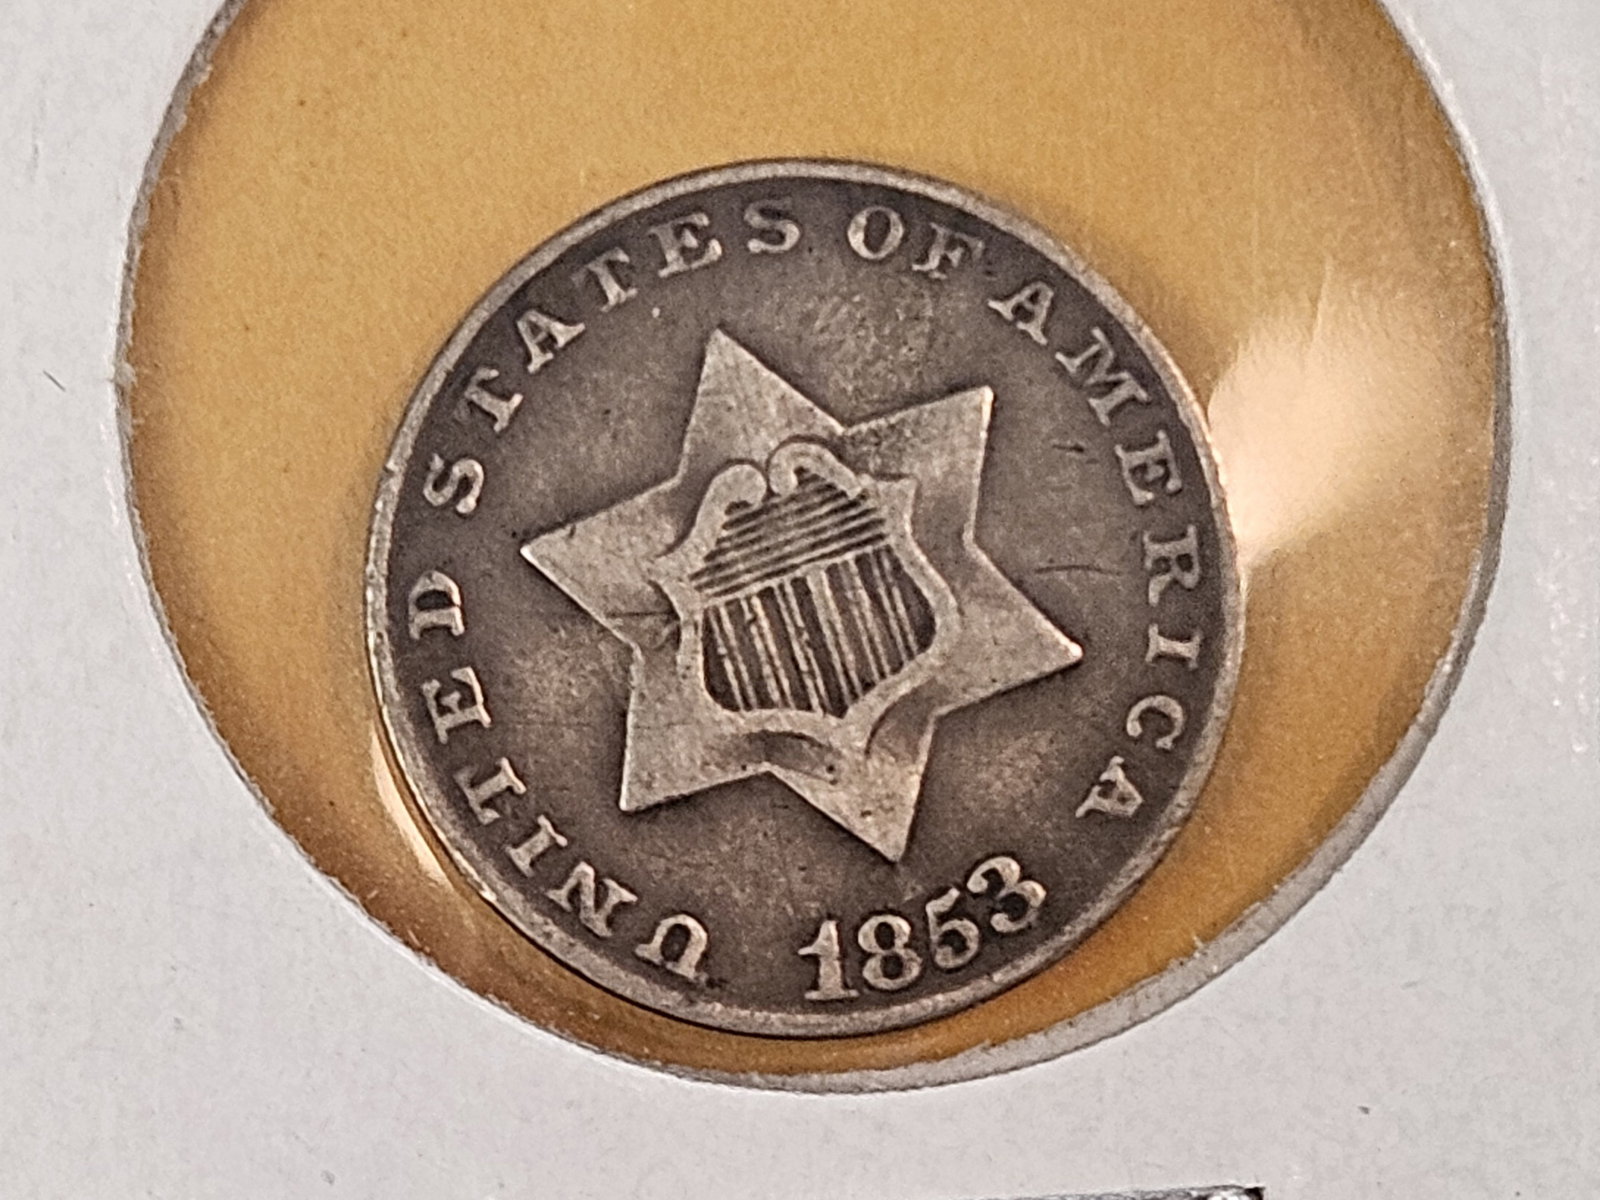 UNITED STATES OF AMERICA
1853